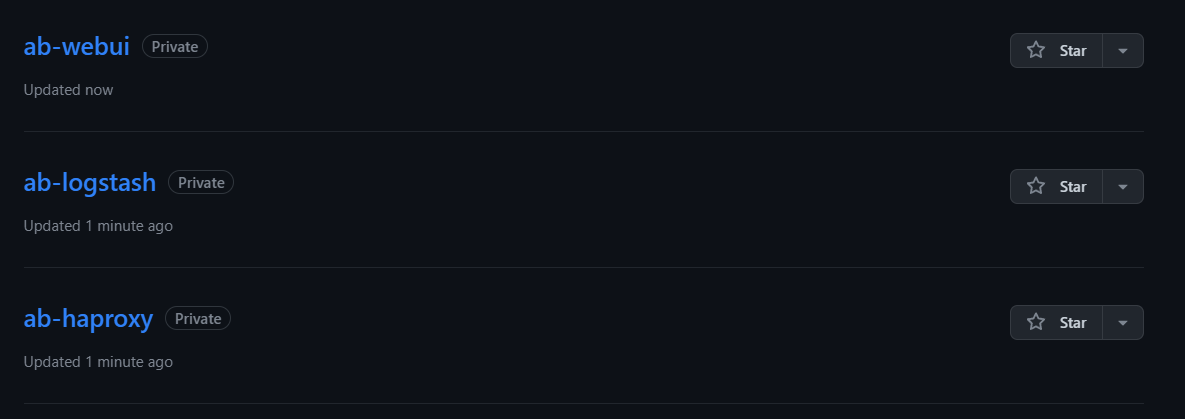 ab-webui Private Star
Updated now
ab-logstash Private Star
Updated 1 minute ago
ab-haproxy Private Star
Updated 1 minute ago